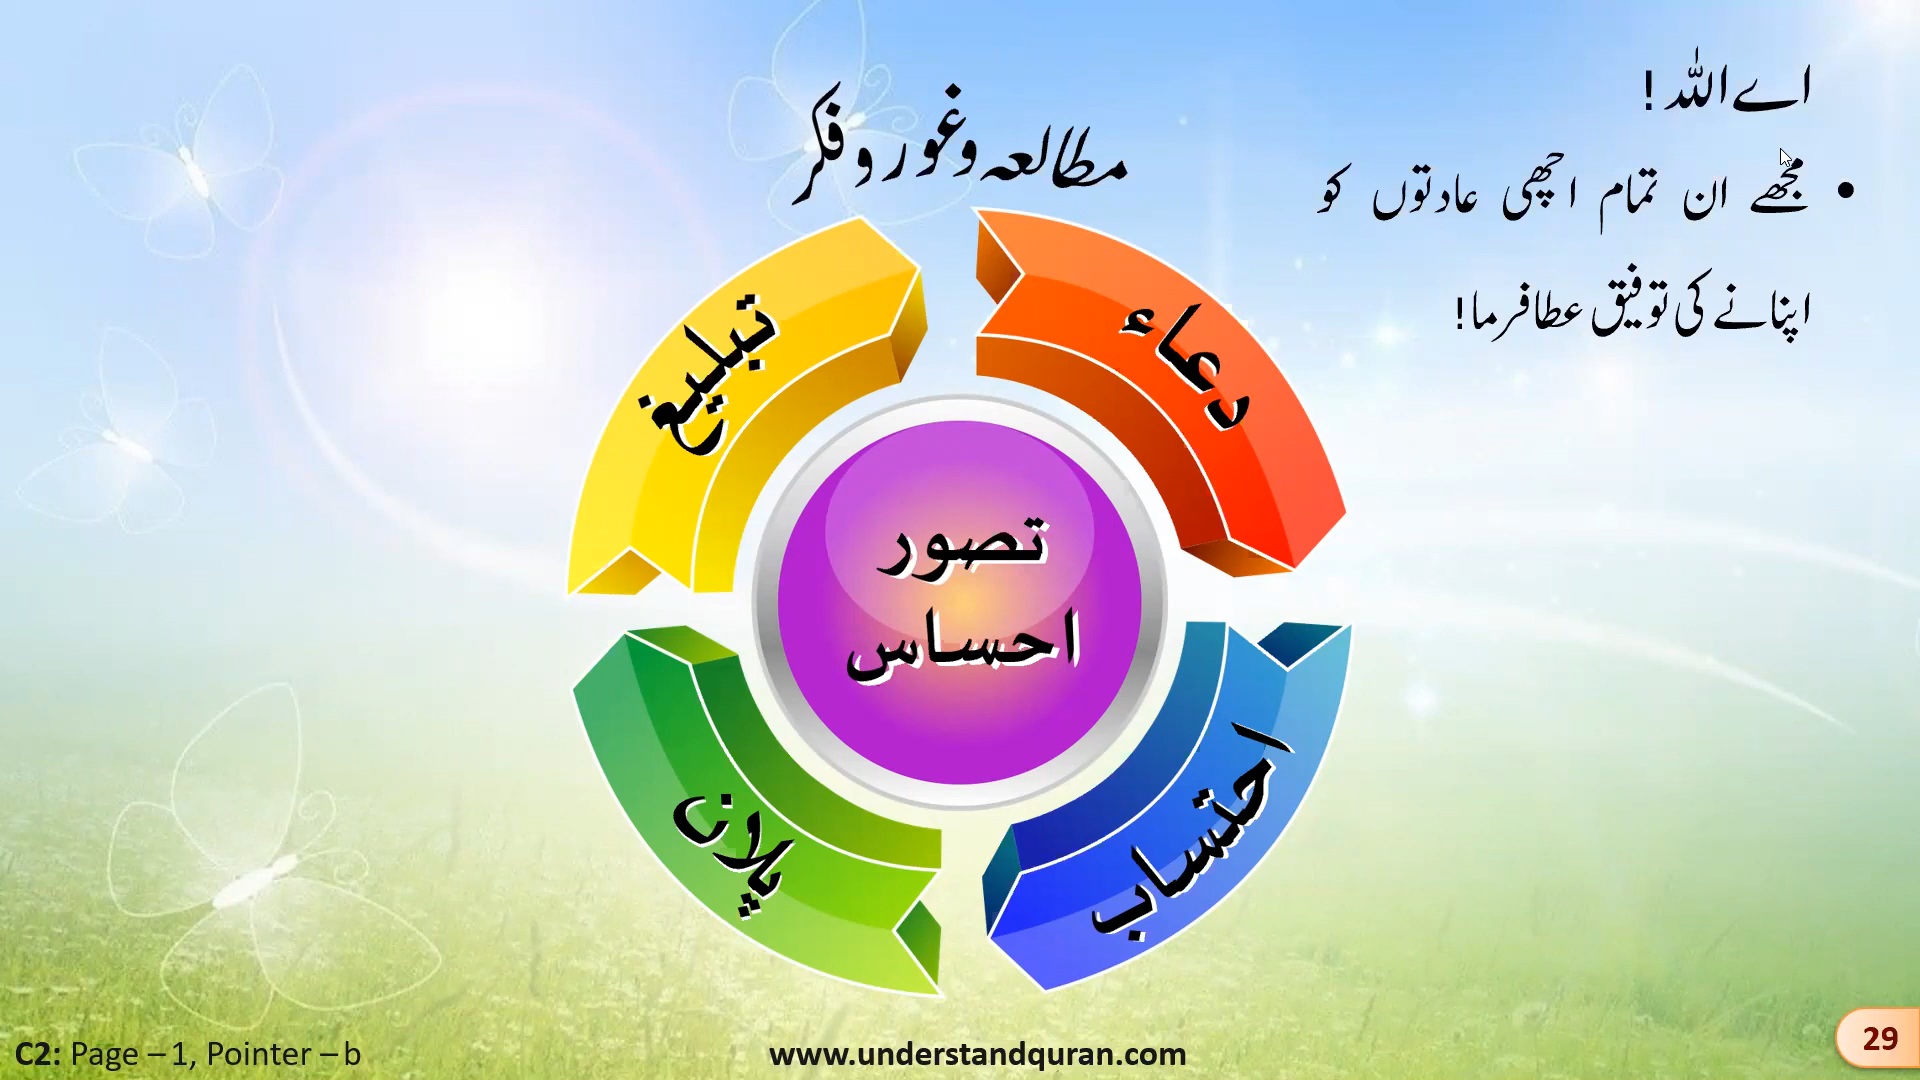 اے اللہ !
• مجھے ان تمام اچھی عادتوں کو
اپنانے کی توفیق عطا فرما!
مطالعہ و غور و فکر
دعاء
احتساب
پلان
تبلیغ
تصور
احساس
C2: Page – 1, Pointer – b
www.understandquran.com
29